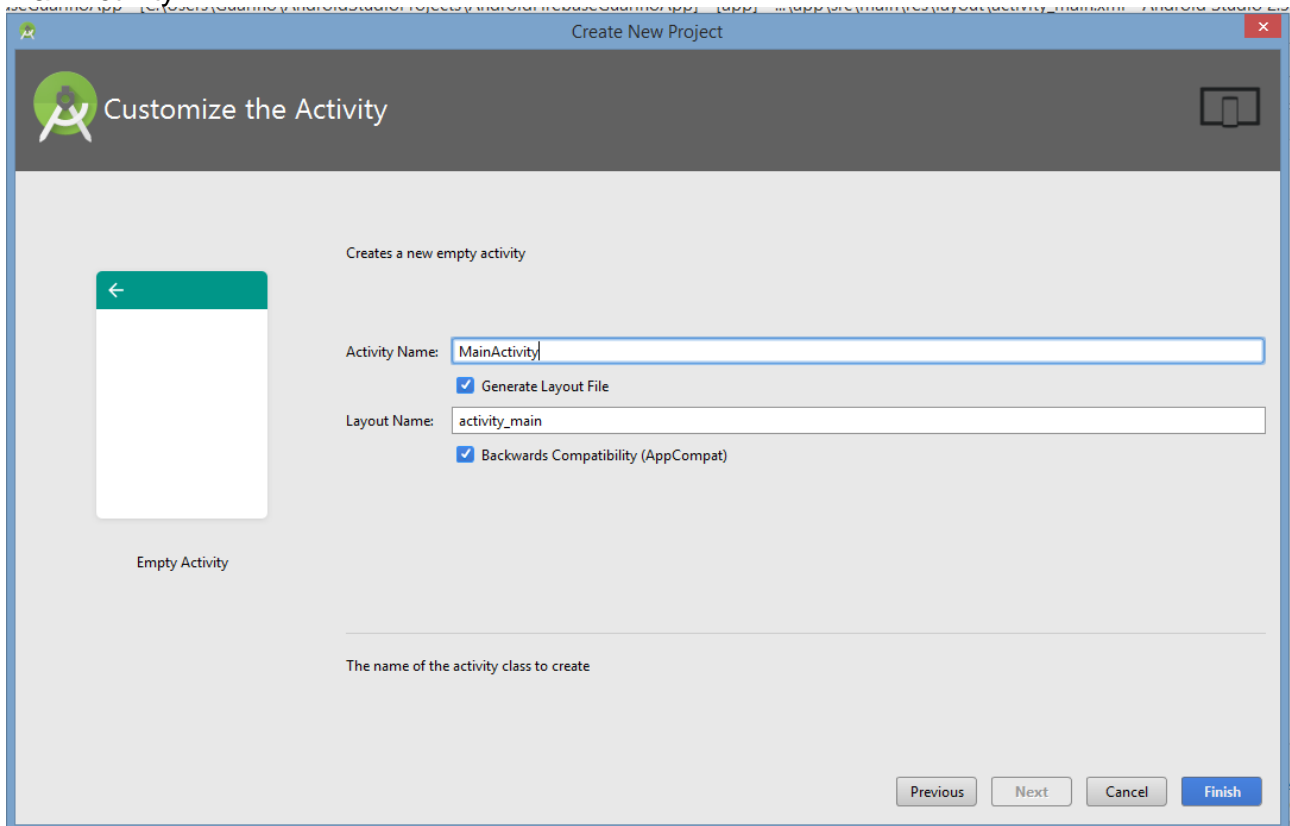 Create New Project
Customize the Activity
Creates a new empty activity
Activity Name: MainActivity
Generate Layout File
Layout Name: activity_main
Backwards Compatibility (AppCompat)
Empty Activity
The name of the activity class to create
Previous Next Cancel Finish